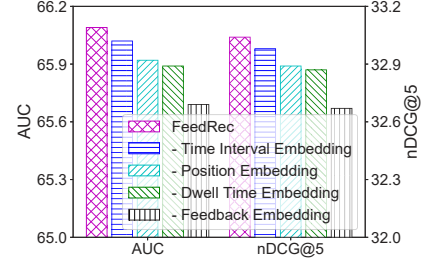 66.2
65.9
65.6
65.3
65.0
AUC
33.2
32.9
32.6
32.3
32.0
nDCG@5
FeedRec
- Time Interval Embedding
- Position Embedding
- Dwell Time Embedding
- Feedback Embedding
AUC
nDCG@5